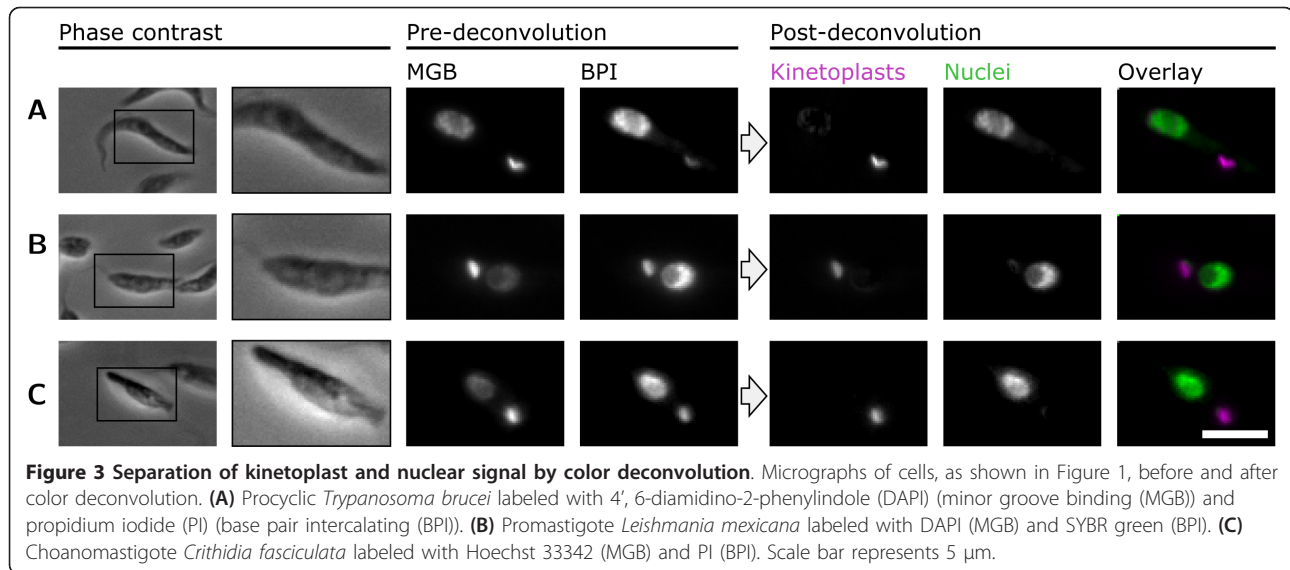 Phase contrast Pre-deconvolution Post-deconvolution
MGB BPI Kinetoplasts Nuclei Overlay
A
B
C
Figure 3 Separation of kinetoplast and nuclear signal by color deconvolution. Micrographs of cells, as shown in Figure 1, before and after
color deconvolution. (A) Procyclic Trypanosoma brucei labeled with 4′, 6-diamidino-2-phenylindole (DAPI) (minor groove binding (MGB)) and
propidium iodide (PI) (base pair intercalating (BPI)). (B) Promastigote Leishmania mexicana labeled with DAPI (MGB) and SYBR green (BPI). (C)
Choanomastigote Crithidia fasciculata labeled with Hoechst 33342 (MGB) and PI (BPI). Scale bar represents 5 μm.